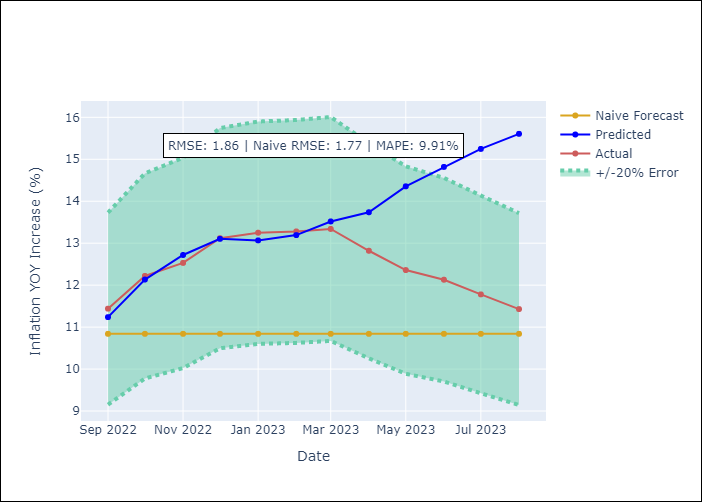 Naive Forecast
Predicted
Actual
+/-20% Error
RMSE: 1.86 | Naive RMSE: 1.77 | MAPE: 9.91%
16
15
14
13
12
11
10
9
Inflation YOY Increase (%)
Sep 2022 Nov 2022 Jan 2023 Mar 2023 May 2023 Jul 2023
Date